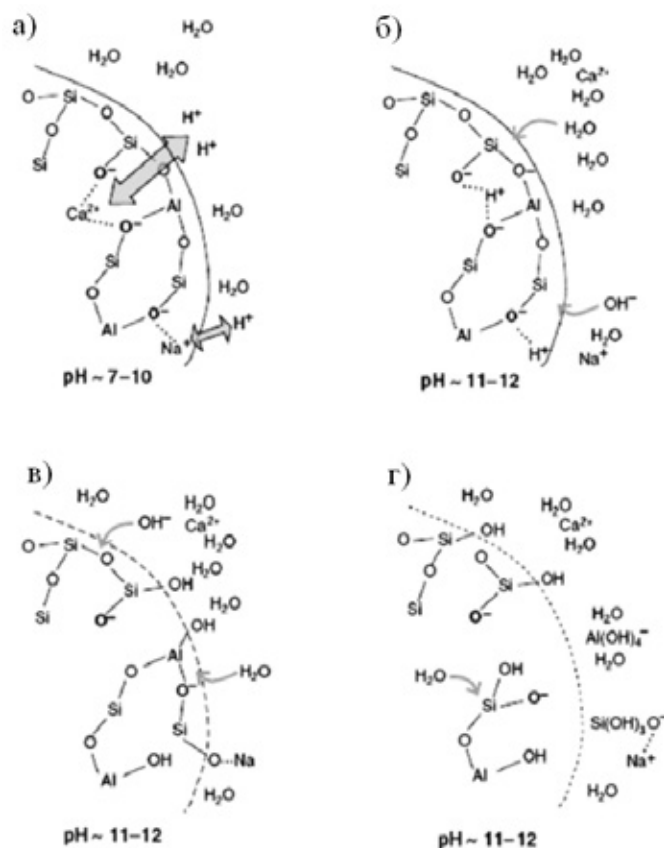 а)
H₂O
H₂O
H₂O
O Si O H⁺
O Si H⁺
Si O⁻ O
Ca²⁺ O⁻ Al H₂O
O
Si Si
O H₂O
Al O⁻ H⁺
Na⁺
pH ~ 7–10
б)
H₂O
H₂O Ca²⁺
O Si O H₂O
H₂O
O Si
Si O⁻ O⁻ H₂O
H⁺
O⁻ Al H₂O
O
Si Si
O OH⁻
Al O⁻ H₂O
H⁺ Na⁺
pH ~ 11–12
в)
H₂O H₂O
OH⁻ Ca²⁺
O Si O H₂O
O Si OH H₂O
Si O⁻ H₂O
OH
Al
O O⁻ H₂O
Si Si
O OH O Na
Al
H₂O
pH ~ 11–12
г)
H₂O H₂O
OH Ca²⁺
O Si O H₂O
O Si OH
Si O⁻ H₂O
Al(OH)₄⁻
OH H₂O
H₂O
Si O⁻
O OH Si(OH)₃O⁻
Al Na⁺
H₂O
pH ~ 11–12